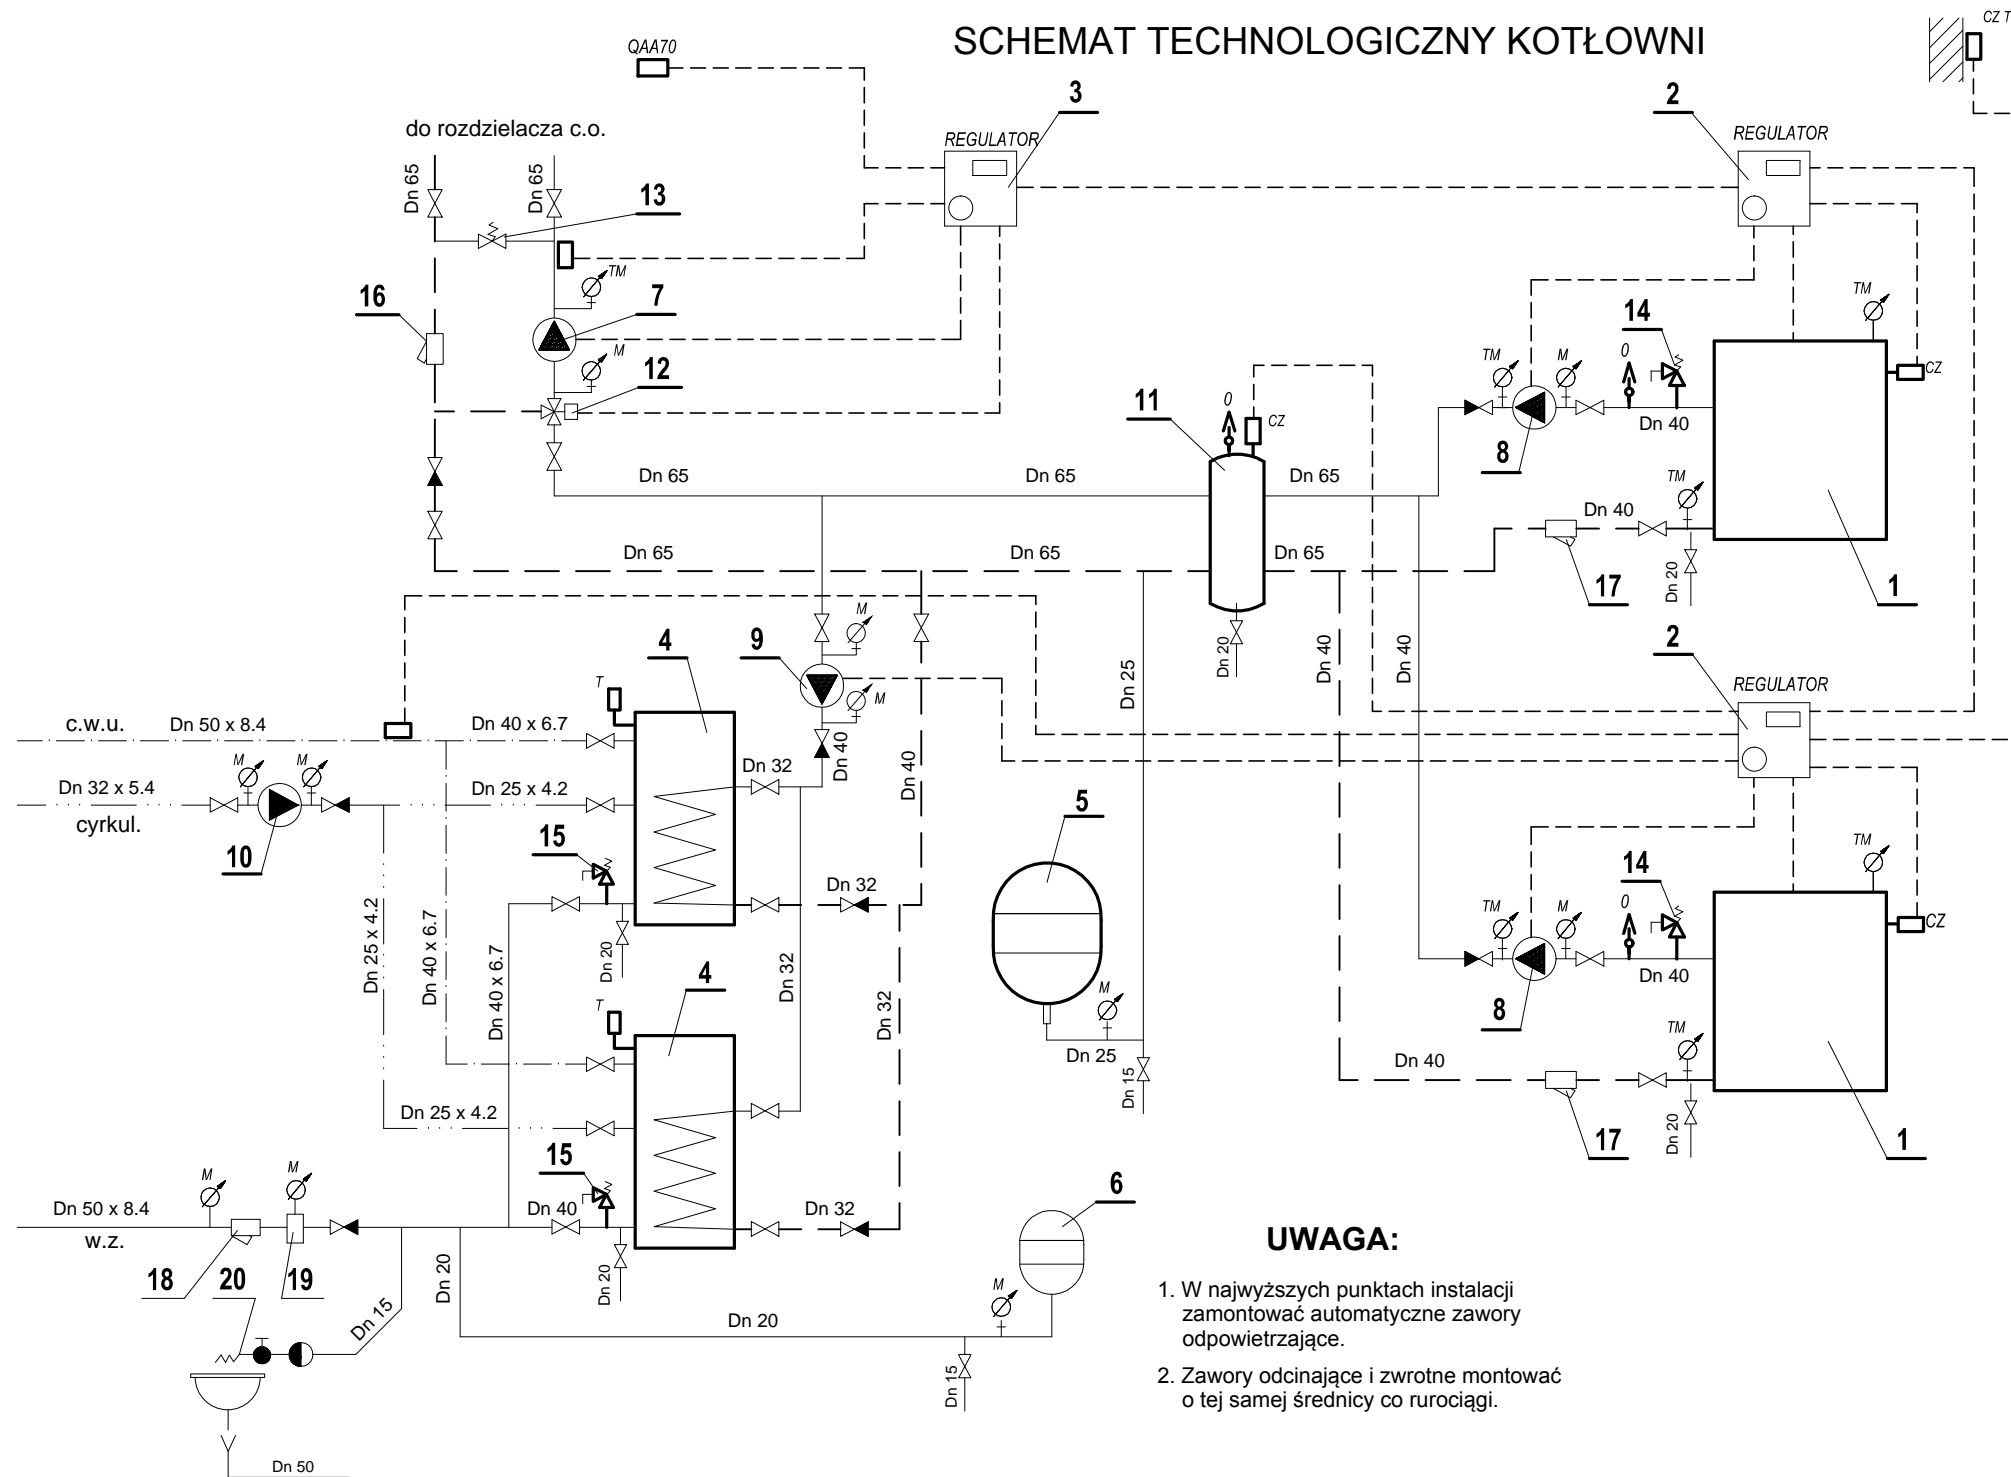 SCHEMAT TECHNOLOGICZNY KOTŁOWNI
CZ T
QAA70
3
2
do rozdzielacza c.o.
REGULATOR
REGULATOR
Dn 65
Dn 65
13
TM
16
7
TM
14
M
12
TM
M
0
CZ
11
0
CZ
Dn 40
8
Dn 65
Dn 65
Dn 65
TM
Dn 40
Dn 65
Dn 65
Dn 65
17
Dn 20
1
M
4
9
Dn 20
Dn 25
Dn 40
Dn 40
2
REGULATOR
T
M
c.w.u.
Dn 50 x 8.4
Dn 40 x 6.7
Dn 40
Dn 40
M
M
Dn 32
Dn 32 x 5.4
Dn 25 x 4.2
cyrkul.
5
10
15
TM
14
Dn 32
Dn 25 x 4.2
Dn 40 x 6.7
Dn 40 x 6.7
TM
M
0
CZ
Dn 20
Dn 32
Dn 32
4
Dn 40
M
8
T
TM
Dn 25
Dn 40
Dn 15
Dn 25 x 4.2
Dn 20
17
1
15
M
M
6
Dn 50 x 8.4
Dn 40
Dn 32
w.z.
UWAGA:
18
20
19
Dn 20
Dn 20
M
1. W najwyższych punktach instalacji
zamontować automatyczne zawory
odpowietrzające.
Dn 15
Dn 20
2. Zawory odcinające i zwrotne montować
o tej samej średnicy co rurociągi.
Dn 15
Dn 50